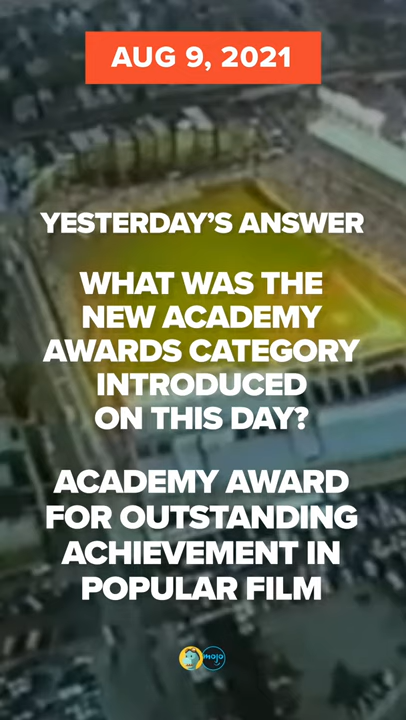 AUG 9, 2021
YESTERDAY'S ANSWER
WHAT WAS THE
NEW ACADEMY
AWARDS CATEGORY
INTRODUCED
ON THIS DAY?
ACADEMY AWARD
FOR OUTSTANDING
ACHIEVEMENT IN
POPULAR FILM
mojo